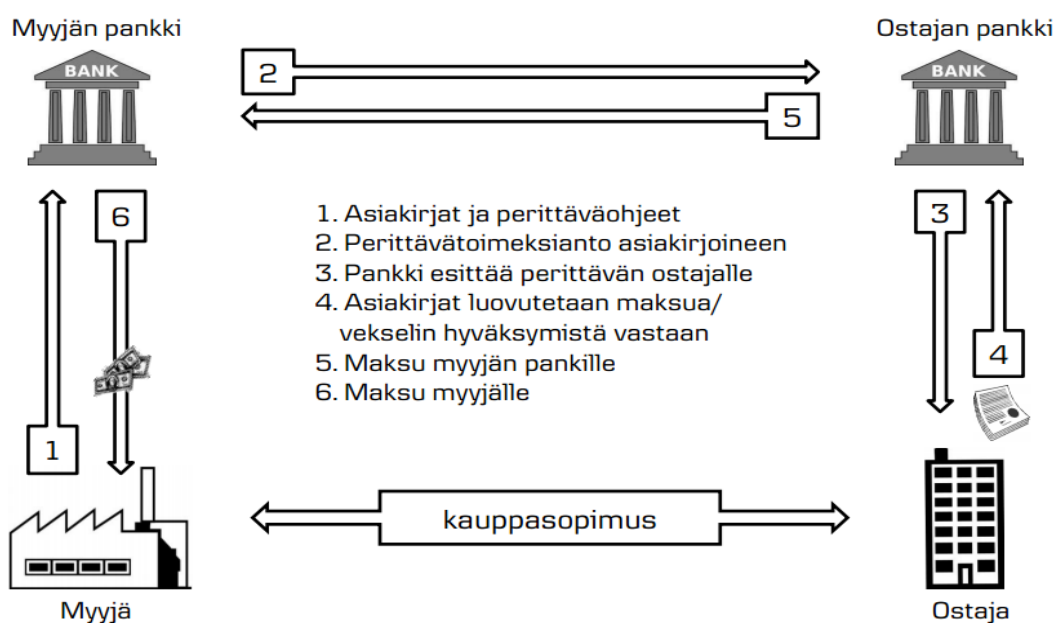 Myyjän pankki
Ostajan pankki
BANK
BANK
2
5
6
3
1. Asiakirjat ja perittäväohjeet
2. Perittävätoimeksianto asiakirjoineen
3. Pankki esittää perittävän ostajalle
4. Asiakirjat luovutetaan maksua/
vekselin hyväksymistä vastaan
5. Maksu myyjän pankille
6. Maksu myyjälle
4
1
kauppasopimus
Myyjä
Ostaja